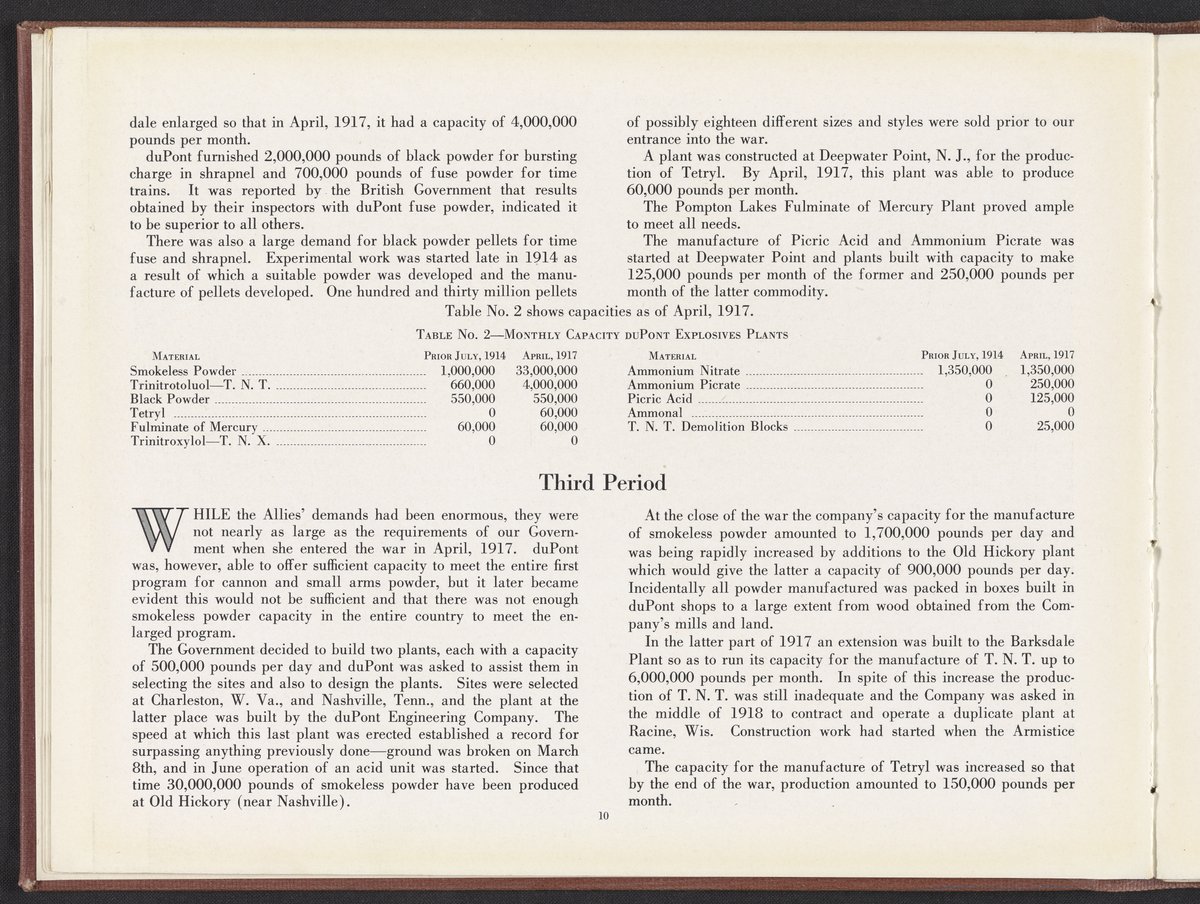 dale enlarged so that in April, 1917, it had a capacity of 4,000,000
pounds per month.
duPont furnished 2,000,000 pounds of black powder for bursting
charge in shrapnel and 700,000 pounds of fuse powder for time
trains. It was reported by the British Government that results
obtained by their inspectors with duPont fuse powder, indicated it
to be superior to all others.
There was also a large demand for black powder pellets for time
fuse and shrapnel. Experimental work was started late in 1914 as
a result of which a suitable powder was developed and the manu-
facture of pellets developed. One hundred and thirty million pellets
of possibly eighteen different sizes and styles were sold prior to our
entrance into the war.
A plant was constructed at Deepwater Point, N. J., for the produc-
tion of Tetryl. By April, 1917, this plant was able to produce
60,000 pounds per month.
The Pompton Lakes Fulminate of Mercury Plant proved ample
to meet all needs.
The manufacture of Picric Acid and Ammonium Picrate was
started at Deepwater Point and plants built with capacity to make
125,000 pounds per month of the former and 250,000 pounds per
month of the latter commodity.
Table No. 2 shows capacities as of April, 1917.
TABLE NO. 2—MONTHLY CAPACITY DUPONT EXPLOSIVES PLANTS
MATERIAL PRIOR JULY, 1914 APRIL, 1917
Smokeless Powder 1,000,000 33,000,000
Trinitrotoluol—T. N. T. 660,000 4,000,000
Black Powder 550,000 550,000
Tetryl 0 60,000
Fulminate of Mercury 60,000 60,000
Trinitroxylol—T. N. X. 0 0
MATERIAL PRIOR JULY, 1914 APRIL, 1917
Ammonium Nitrate 1,350,000 1,350,000
Ammonium Picrate 0 250,000
Picric Acid 0 125,000
Ammonal 0 0
T. N. T. Demolition Blocks 0 25,000
Third Period
WHILE the Allies' demands had been enormous, they were
not nearly as large as the requirements of our Govern-
ment when she entered the war in April, 1917. duPont
was, however, able to offer sufficient capacity to meet the entire first
program for cannon and small arms powder, but it later became
evident this would not be sufficient and that there was not enough
smokeless powder capacity in the entire country to meet the en-
larged program.
The Government decided to build two plants, each with a capacity
of 500,000 pounds per day and duPont was asked to assist them in
selecting the sites and also to design the plants. Sites were selected
at Charleston, W. Va., and Nashville, Tenn., and the plant at the
latter place was built by the duPont Engineering Company. The
speed at which this last plant was erected established a record for
surpassing anything previously done—ground was broken on March
8th, and in June operation of an acid unit was started. Since that
time 30,000,000 pounds of smokeless powder have been produced
at Old Hickory (near Nashville).
At the close of the war the company's capacity for the manufacture
of smokeless powder amounted to 1,700,000 pounds per day and
was being rapidly increased by additions to the Old Hickory plant
which would give the latter a capacity of 900,000 pounds per day.
Incidentally all powder manufactured was packed in boxes built in
duPont shops to a large extent from wood obtained from the Com-
pany's mills and land.
In the latter part of 1917 an extension was built to the Barksdale
Plant so as to run its capacity for the manufacture of T. N. T. up to
6,000,000 pounds per month. In spite of this increase the produc-
tion of T. N. T. was still inadequate and the Company was asked in
the middle of 1918 to contract and operate a duplicate plant at
Racine, Wis. Construction work had started when the Armistice
came.
The capacity for the manufacture of Tetryl was increased so that
by the end of the war, production amounted to 150,000 pounds per
month.
10